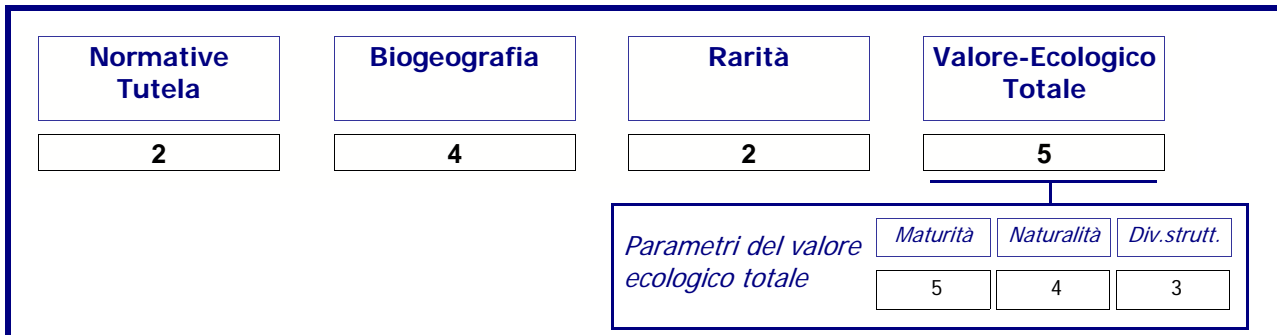 Normative Tutela
Biogeografia
Rarità
Valore-Ecologico Totale
2
4
2
5
Parametri del valore ecologico totale
Maturità
Naturalità
Div.strutt.
5
4
3